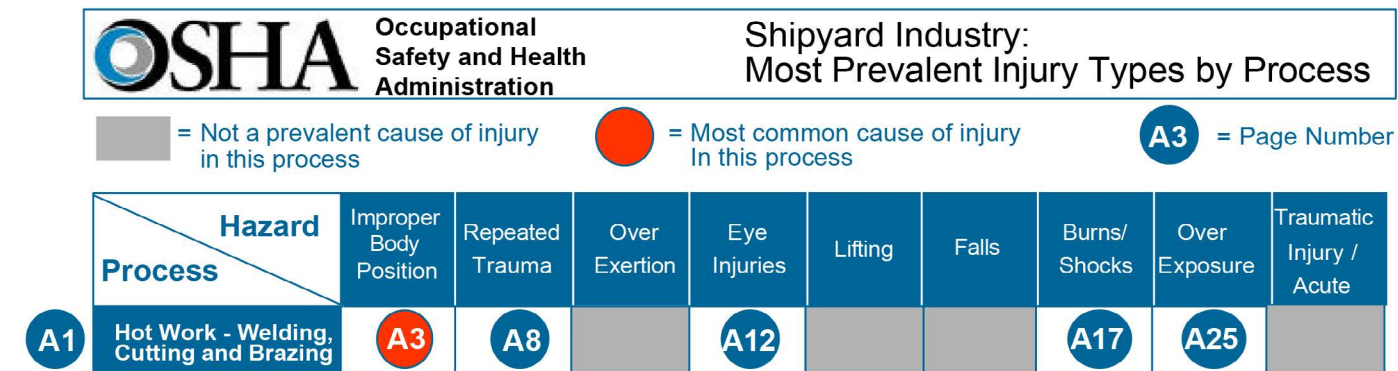 OSHA
Occupational
Safety and Health
Administration
Shipyard Industry:
Most Prevalent Injury Types by Process
= Not a prevalent cause of injury
in this process
= Most common cause of injury
In this process
A3 = Page Number
Hazard
Process
Improper
Body
Position
Repeated
Trauma
Over
Exertion
Eye
Injuries
Lifting
Falls
Burns/
Shocks
Over
Exposure
Traumatic
Injury /
Acute
A1
Hot Work - Welding,
Cutting and Brazing
A3
A8
A12
A17
A25